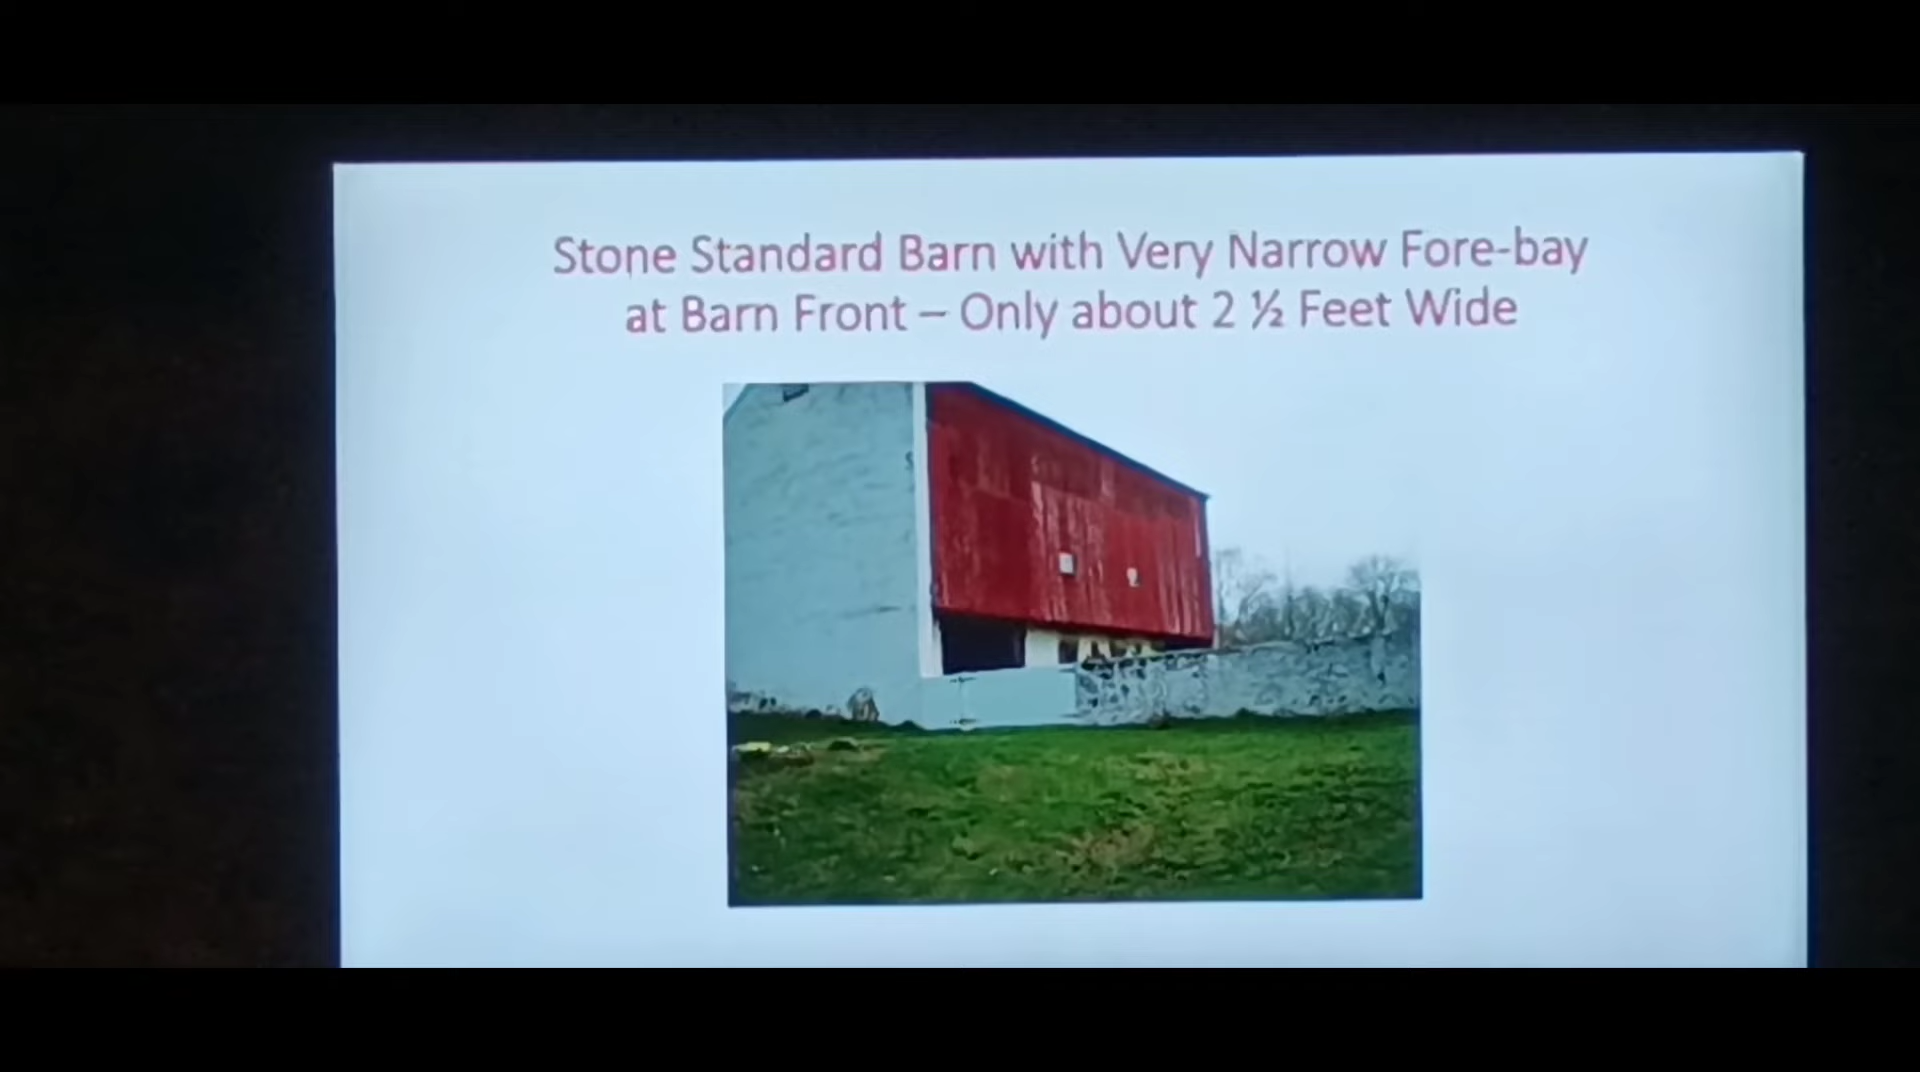 Stone Standard Barn with Very Narrow Fore-bay
at Barn Front – Only about 2 ½ Feet Wide